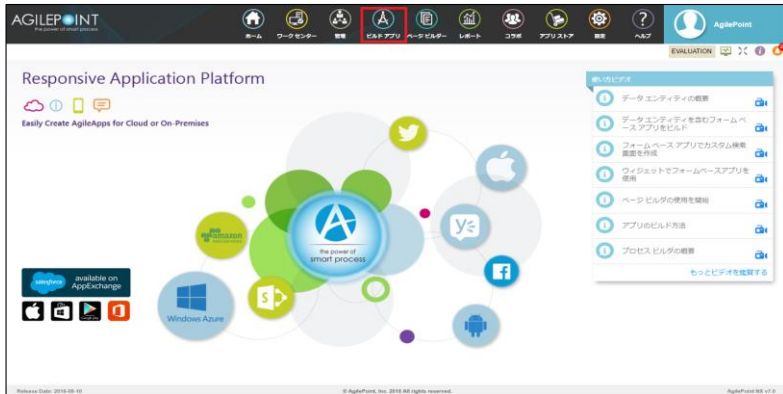 AGILEPOINT
the power of smart process
ホーム
ワーク センター
管理
ビルド アプリ
ページ ビルダー
レポート
コラボ
アプリ ストア
設定
ヘルプ
AgilePoint
EVALUATION
Responsive Application Platform
Easily Create AgileApps for Cloud or On-Premises
使い方ビデオ
データ エンティティの概要
データ エンティティを含むフォーム ベ
ース アプリをビルド
フォーム ベース アプリでカスタム検索
画面を作成
ウィジェットでフォームベースアプリを
使用
ページ ビルダの使用を開始
アプリのビルド方法
プロセス ビルダの概要
もっとビデオを鑑賞する
amazon
the power of
smart process
salesforce
available on
AppExchange
Windows Azure
Release Date: 2016-08-10
© AgilePoint, Inc. 2016 All rights reserved.
AgilePoint NX v7.0